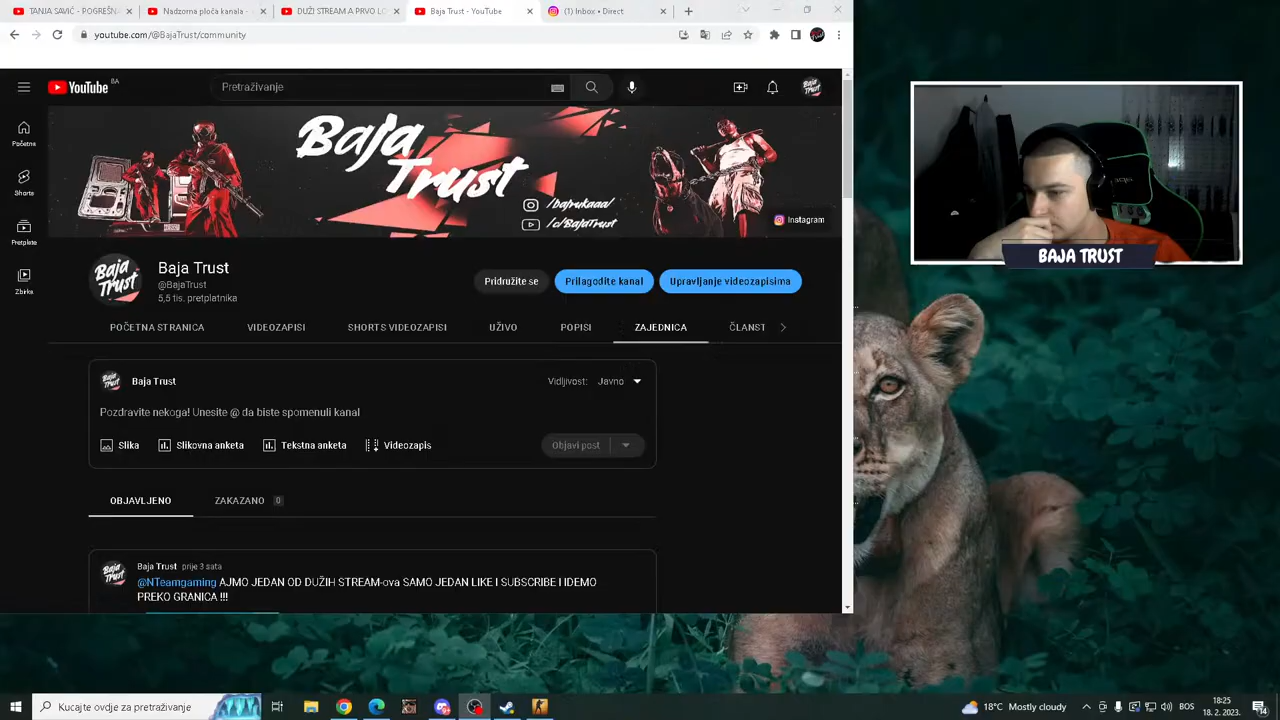 TANJA SAVIĆ - POGREŠN
Nadzorna ploča kanala -
DUŽI STREAM A PRVO LO
Baja Trust - YouTube
(1) Inbox • Direct
youtube.com/@BajaTrust/community
YouTube BA
Pretraživanje
Početna
Shorts
Pretplate
Zbirka
Baja
Trust
/bajrukaaa/
/c/BajaTrust
Instagram
Baja Trust
@BajaTrust
5,5 tis. pretplatnika
Pridružite se
Prilagodite kanal
Upravljanje videozapisima
POČETNA STRANICA
VIDEOZAPISI
SHORTS VIDEOZAPISI
UŽIVO
POPISI
ZAJEDNICA
ČLANST
Baja Trust
Vidljivost: Javno
Pozdravite nekoga! Unesite @ da biste spomenuli kanal
Slika
Slikovna anketa
Tekstna anketa
Videozapis
Objavi post
OBJAVLJENO
ZAKAZANO 0
Baja Trust prije 3 sata
@NTeamgaming AJMO JEDAN OD DUŽIH STREAM-ova SAMO JEDAN LIKE I SUBSCRIBE I IDEMO
PREKO GRANICA !!!
BAJA TRUST
Kucajte ovdje za pretraživanje
18°C Mostly cloudy
BOS
18:25
18. 2. 2023.
14